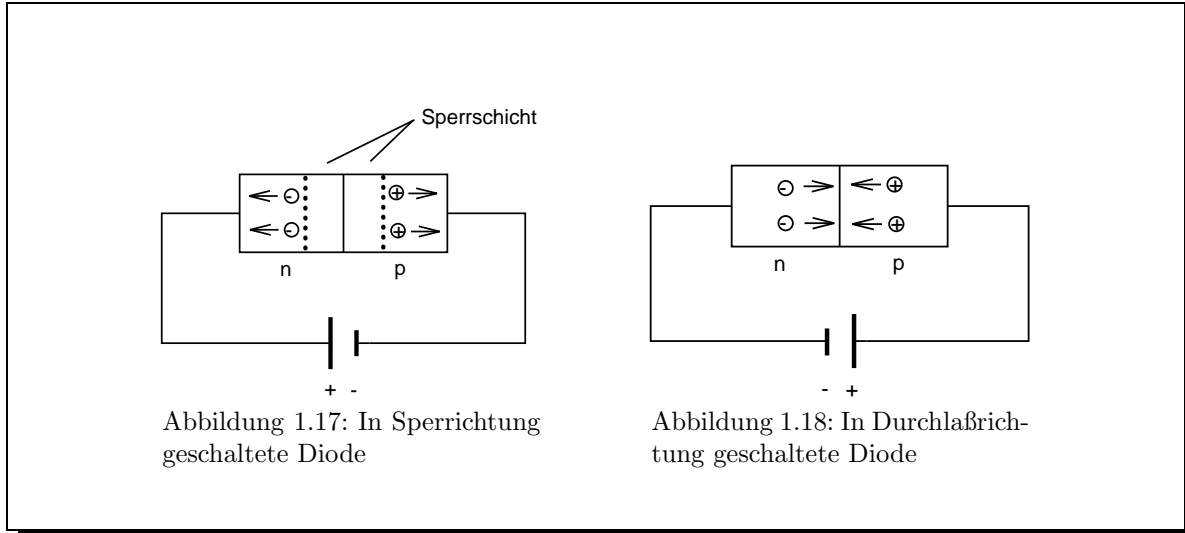 Sperrschicht
n
p
+ -
Abbildung 1.17: In Sperrichtung
geschaltete Diode
n
p
- +
Abbildung 1.18: In Durchlaßrich-
tung geschaltete Diode